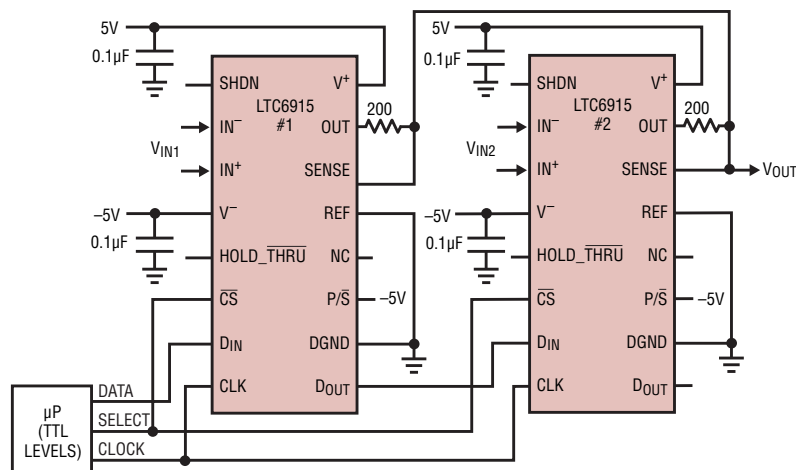 5V
0.1µF
SHDN
LTC6915
#1
V⁺
IN⁻
OUT
200
VIN1
IN⁺
SENSE
–5V
V⁻
REF
0.1µF
HOLD_THRU
NC
CS
P/S
–5V
DIN
DGND
CLK
DOUT
5V
0.1µF
SHDN
LTC6915
#2
V⁺
IN⁻
OUT
200
VIN2
IN⁺
SENSE
VOUT
–5V
V⁻
REF
0.1µF
HOLD_THRU
NC
CS
P/S
–5V
DIN
DGND
CLK
DOUT
µP
(TTL
LEVELS)
DATA
SELECT
CLOCK